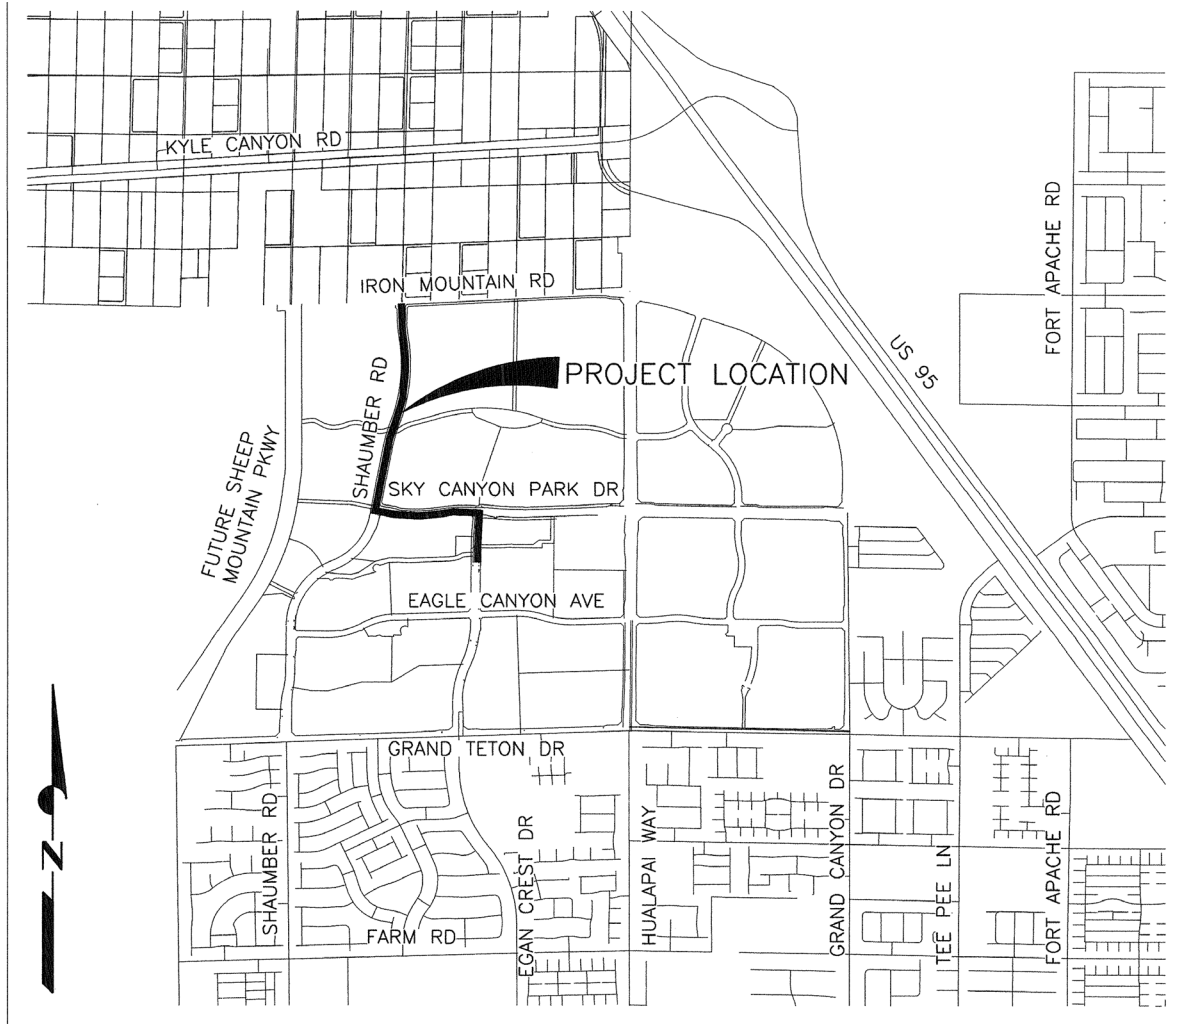 KYLE CANYON RD
FORT APACHE RD
IRON MOUNTAIN RD
US 95
PROJECT LOCATION
SHAUMBER RD
FUTURE SHEEP
MOUNTAIN PKWY
SKY CANYON PARK DR
EAGLE CANYON AVE
GRAND TETON DR
N
SHAUMBER RD
FARM RD
EGAN CREST DR
HUALAPAI WAY
GRAND CANYON DR
TEE PEE LN
FORT APACHE RD